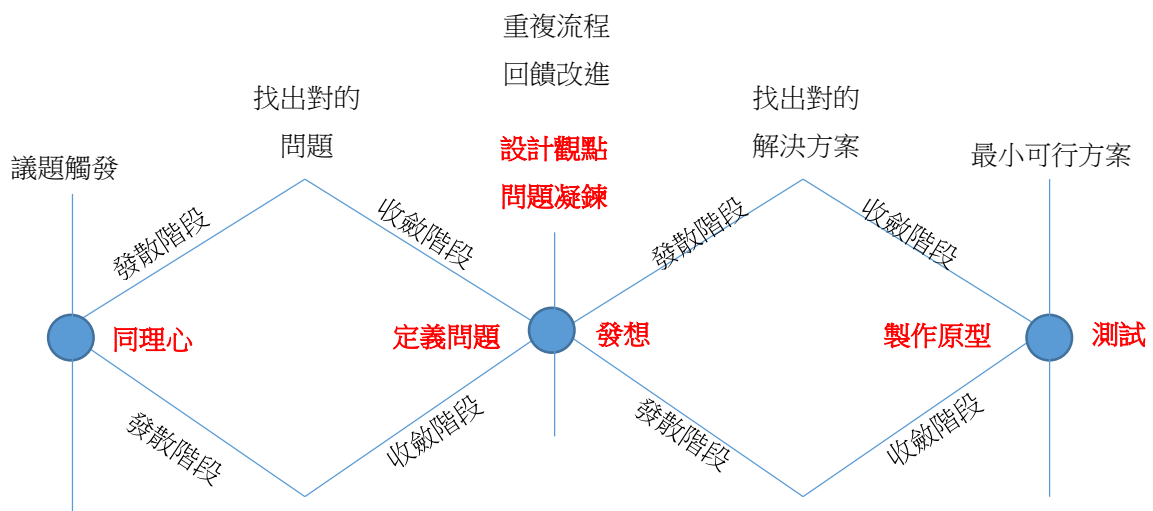 重複流程
回饋改進
找出對的
問題
找出對的
解決方案
設計觀點
問題凝鍊
議題觸發
最小可行方案
發散階段
收斂階段
發散階段
收斂階段
同理心
定義問題
發想
製作原型
測試
發散階段
收斂階段
發散階段
收斂階段